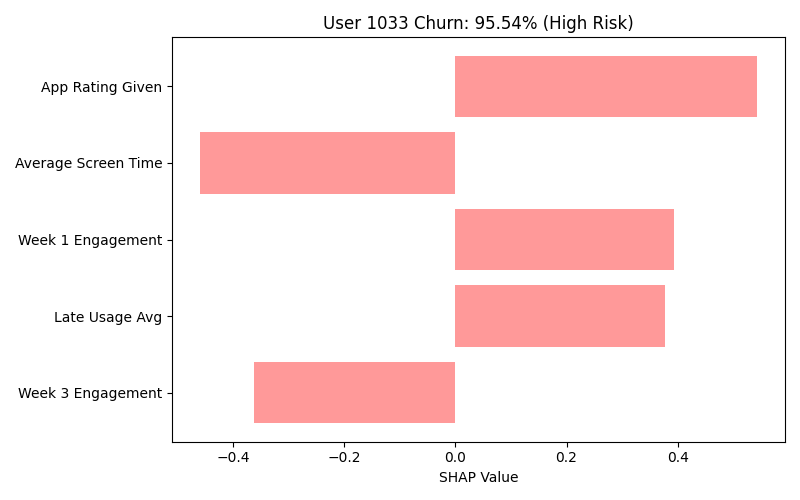 User 1033 Churn: 95.54% (High Risk)
App Rating Given
Average Screen Time
Week 1 Engagement
Late Usage Avg
Week 3 Engagement
−0.4 −0.2 0.0 0.2 0.4
SHAP Value